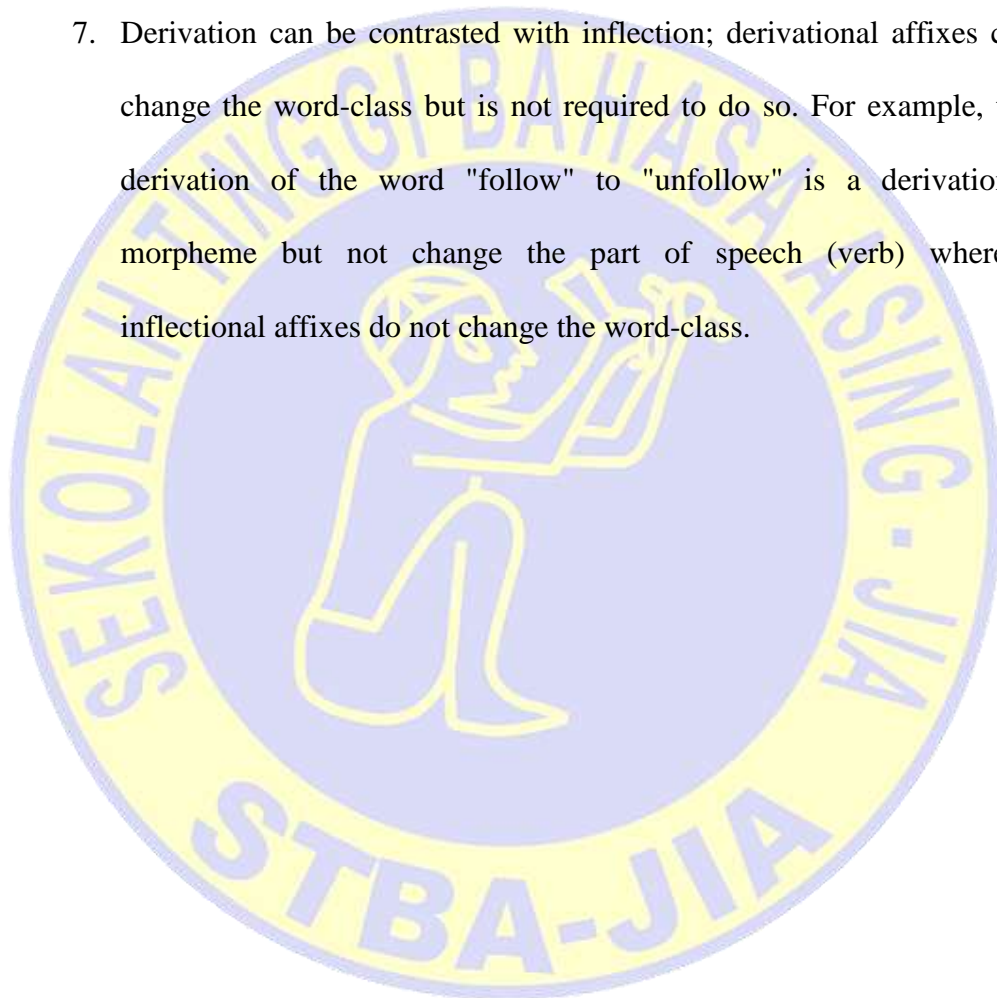 7. Derivation can be contrasted with inflection; derivational affixes
change the word-class but is not required to do so. For example,
derivation of the word "follow" to "unfollow" is a
morpheme but not change the part of speech (verb)
inflectional affixes do not change the word-class.
SEKOLAH TINGGI BAHASA ASING - JIA
STBA-JIA